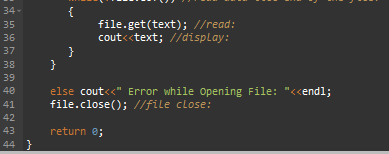 34 {
35 file.get(text); //read:
36 cout<<text; //display:
37 }
38 }
39
40 else cout<<" Error while Opening File: "<<endl;
41 file.close(); //file close:
42
43 return 0;
44 }